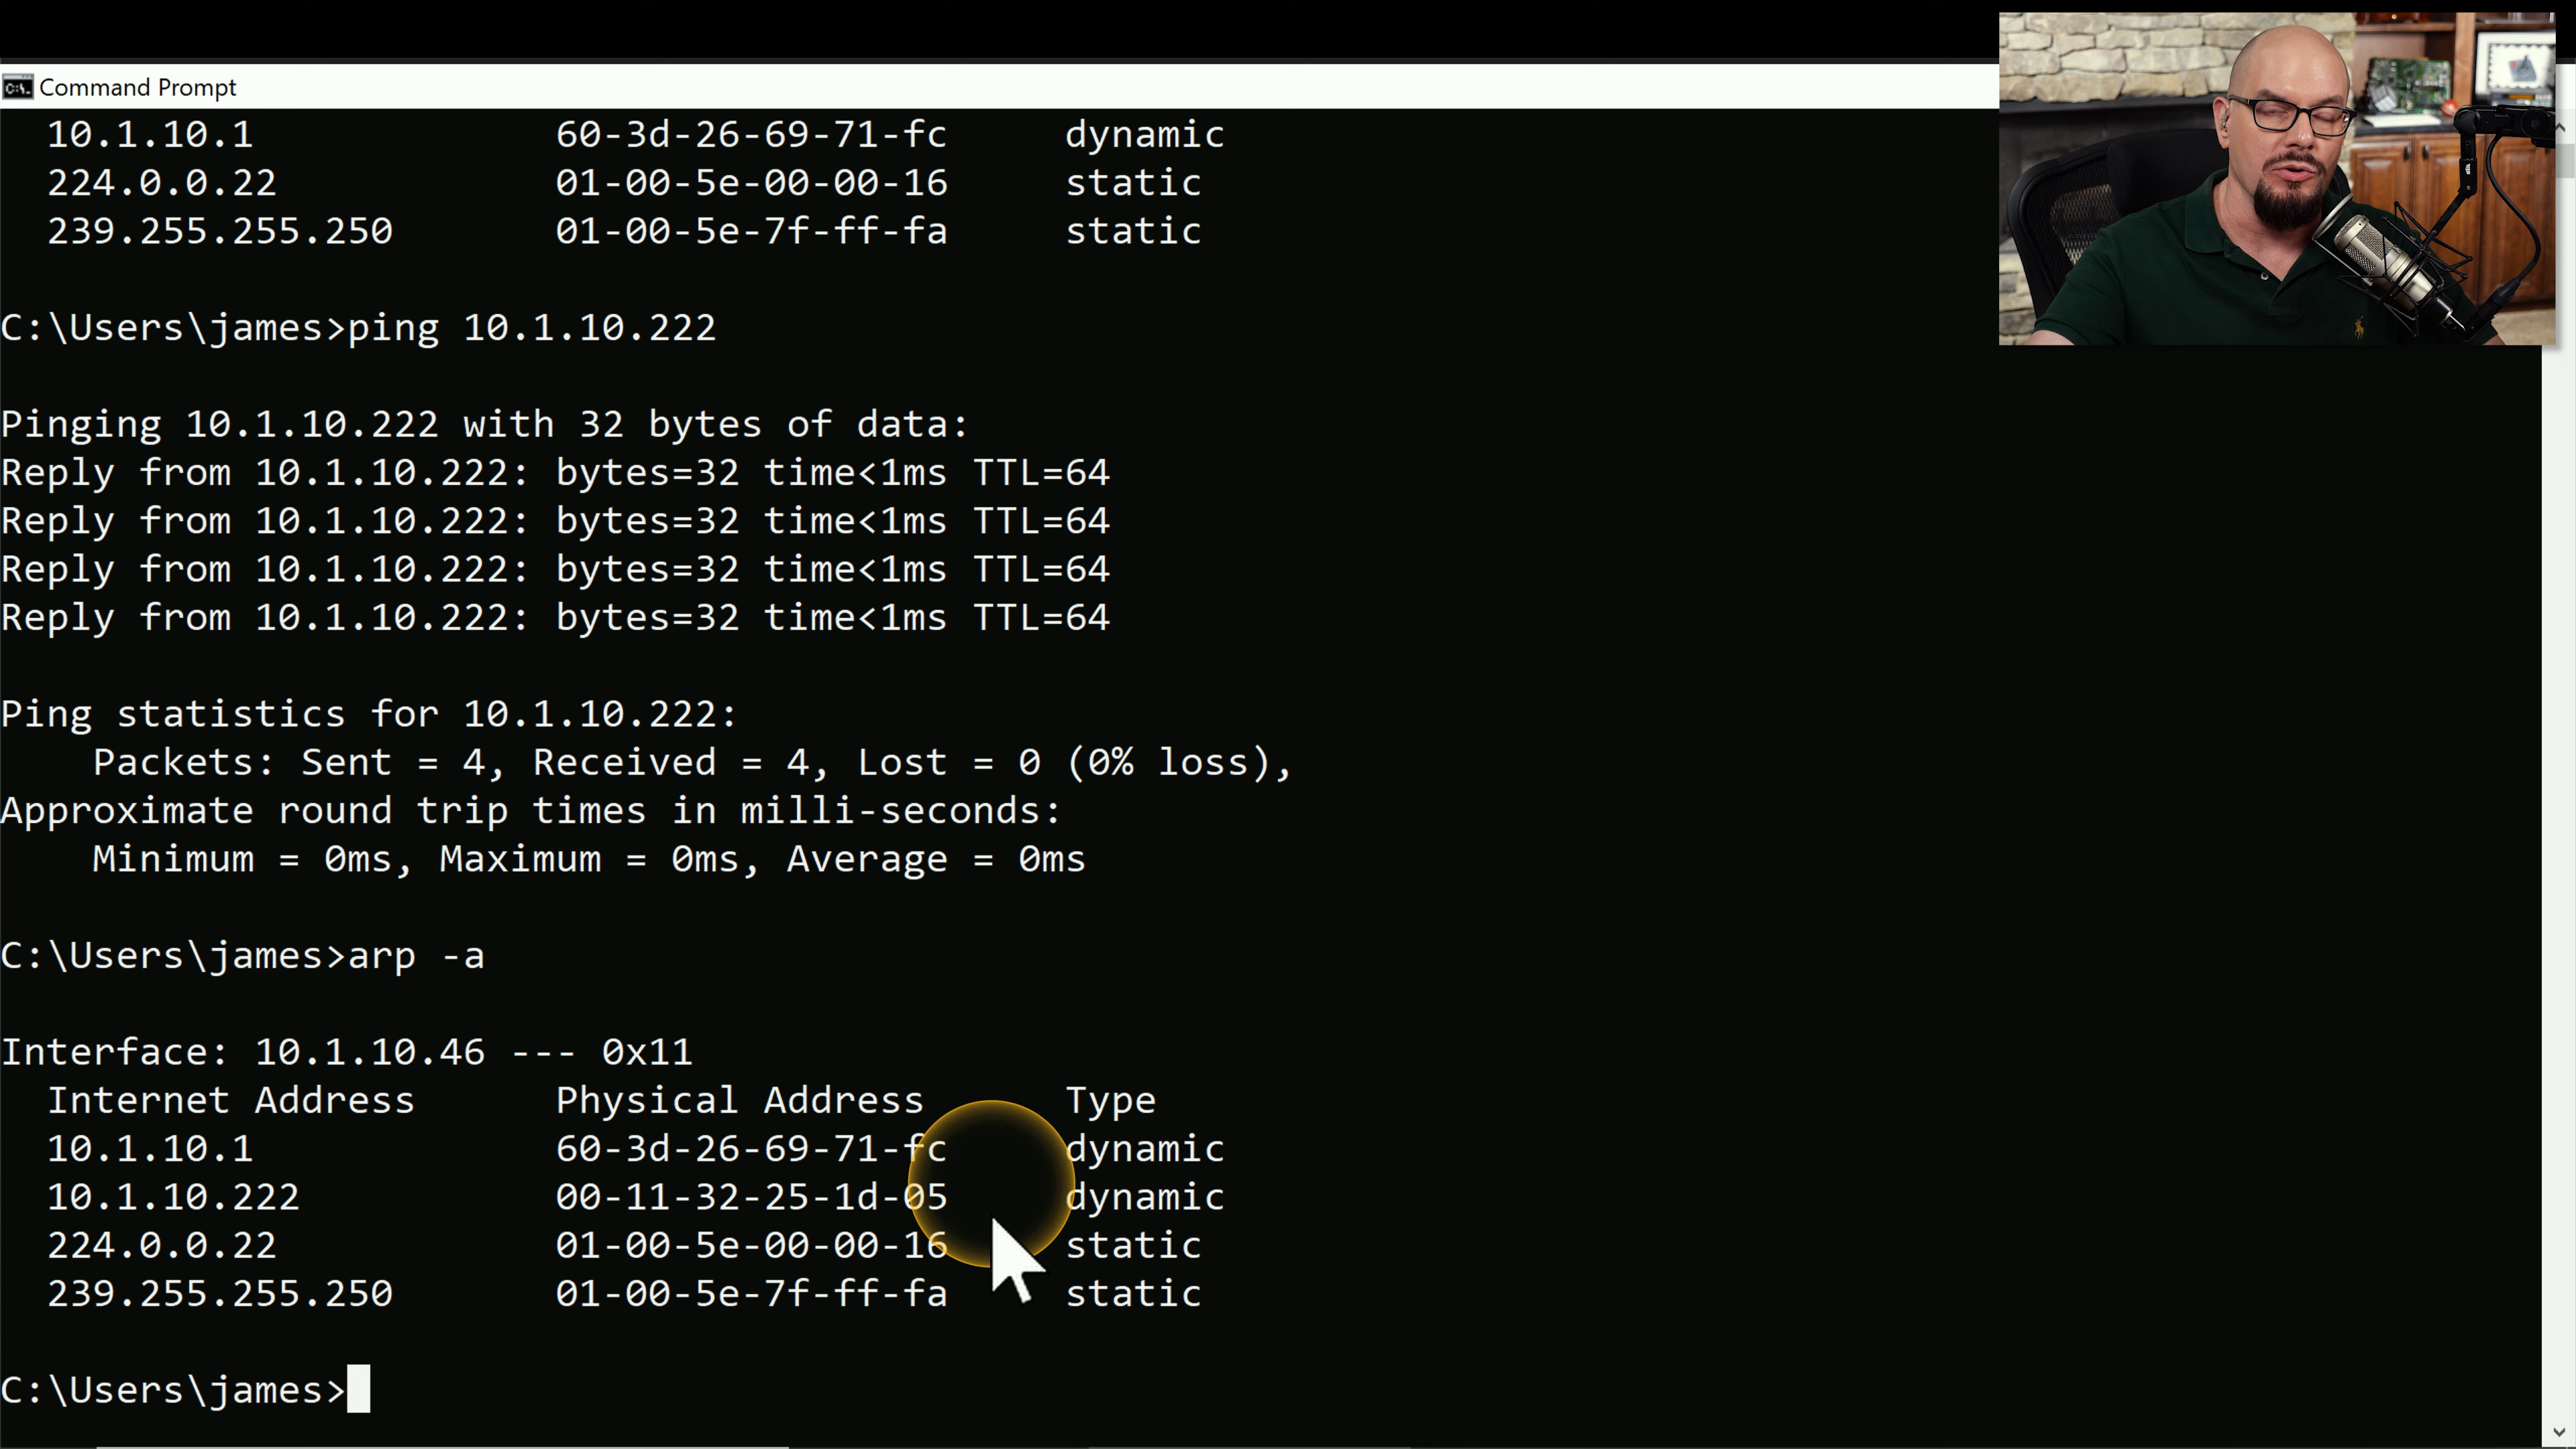 Command Prompt
10.1.10.1 60-3d-26-69-71-fc dynamic
224.0.0.22 01-00-5e-00-00-16 static
239.255.255.250 01-00-5e-7f-ff-fa static
C:\Users\james>ping 10.1.10.222
Pinging 10.1.10.222 with 32 bytes of data:
Reply from 10.1.10.222: bytes=32 time<1ms TTL=64
Reply from 10.1.10.222: bytes=32 time<1ms TTL=64
Reply from 10.1.10.222: bytes=32 time<1ms TTL=64
Reply from 10.1.10.222: bytes=32 time<1ms TTL=64
Ping statistics for 10.1.10.222:
Packets: Sent = 4, Received = 4, Lost = 0 (0% loss),
Approximate round trip times in milli-seconds:
Minimum = 0ms, Maximum = 0ms, Average = 0ms
C:\Users\james>arp -a
Interface: 10.1.10.46 --- 0x11
Internet Address Physical Address Type
10.1.10.1 60-3d-26-69-71-fc dynamic
10.1.10.222 00-11-32-25-1d-05 dynamic
224.0.0.22 01-00-5e-00-00-16 static
239.255.255.250 01-00-5e-7f-ff-fa static
C:\Users\james>